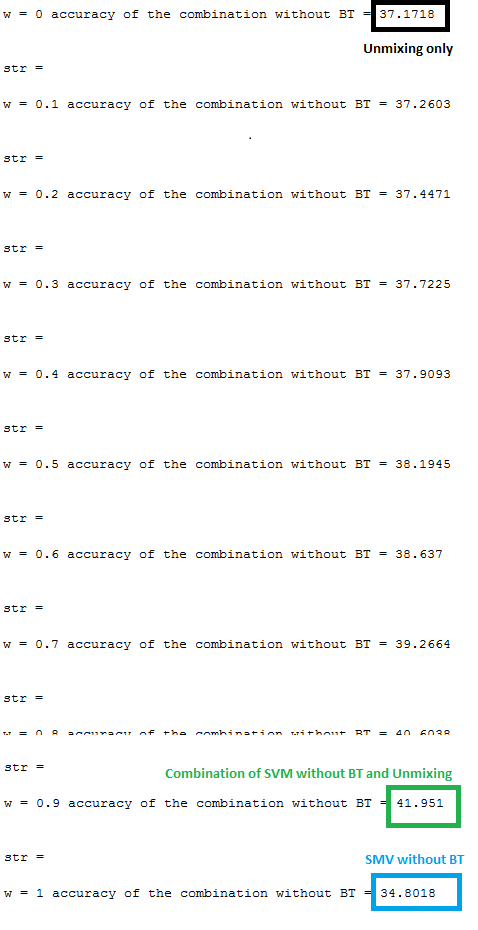 w = 0 accuracy of the combination without BT = 37.1718
Unmixing only
str =
w = 0.1 accuracy of the combination without BT = 37.2603
str =
w = 0.2 accuracy of the combination without BT = 37.4471
str =
w = 0.3 accuracy of the combination without BT = 37.7225
str =
w = 0.4 accuracy of the combination without BT = 37.9093
str =
w = 0.5 accuracy of the combination without BT = 38.1945
str =
w = 0.6 accuracy of the combination without BT = 38.637
str =
w = 0.7 accuracy of the combination without BT = 39.2664
str =
w = 0.8 accuracy of the combination without BT = 40.6038
str =
Combination of SVM without BT and Unmixing
w = 0.9 accuracy of the combination without BT = 41.951
str =
SMV without BT
w = 1 accuracy of the combination without BT = 34.8018